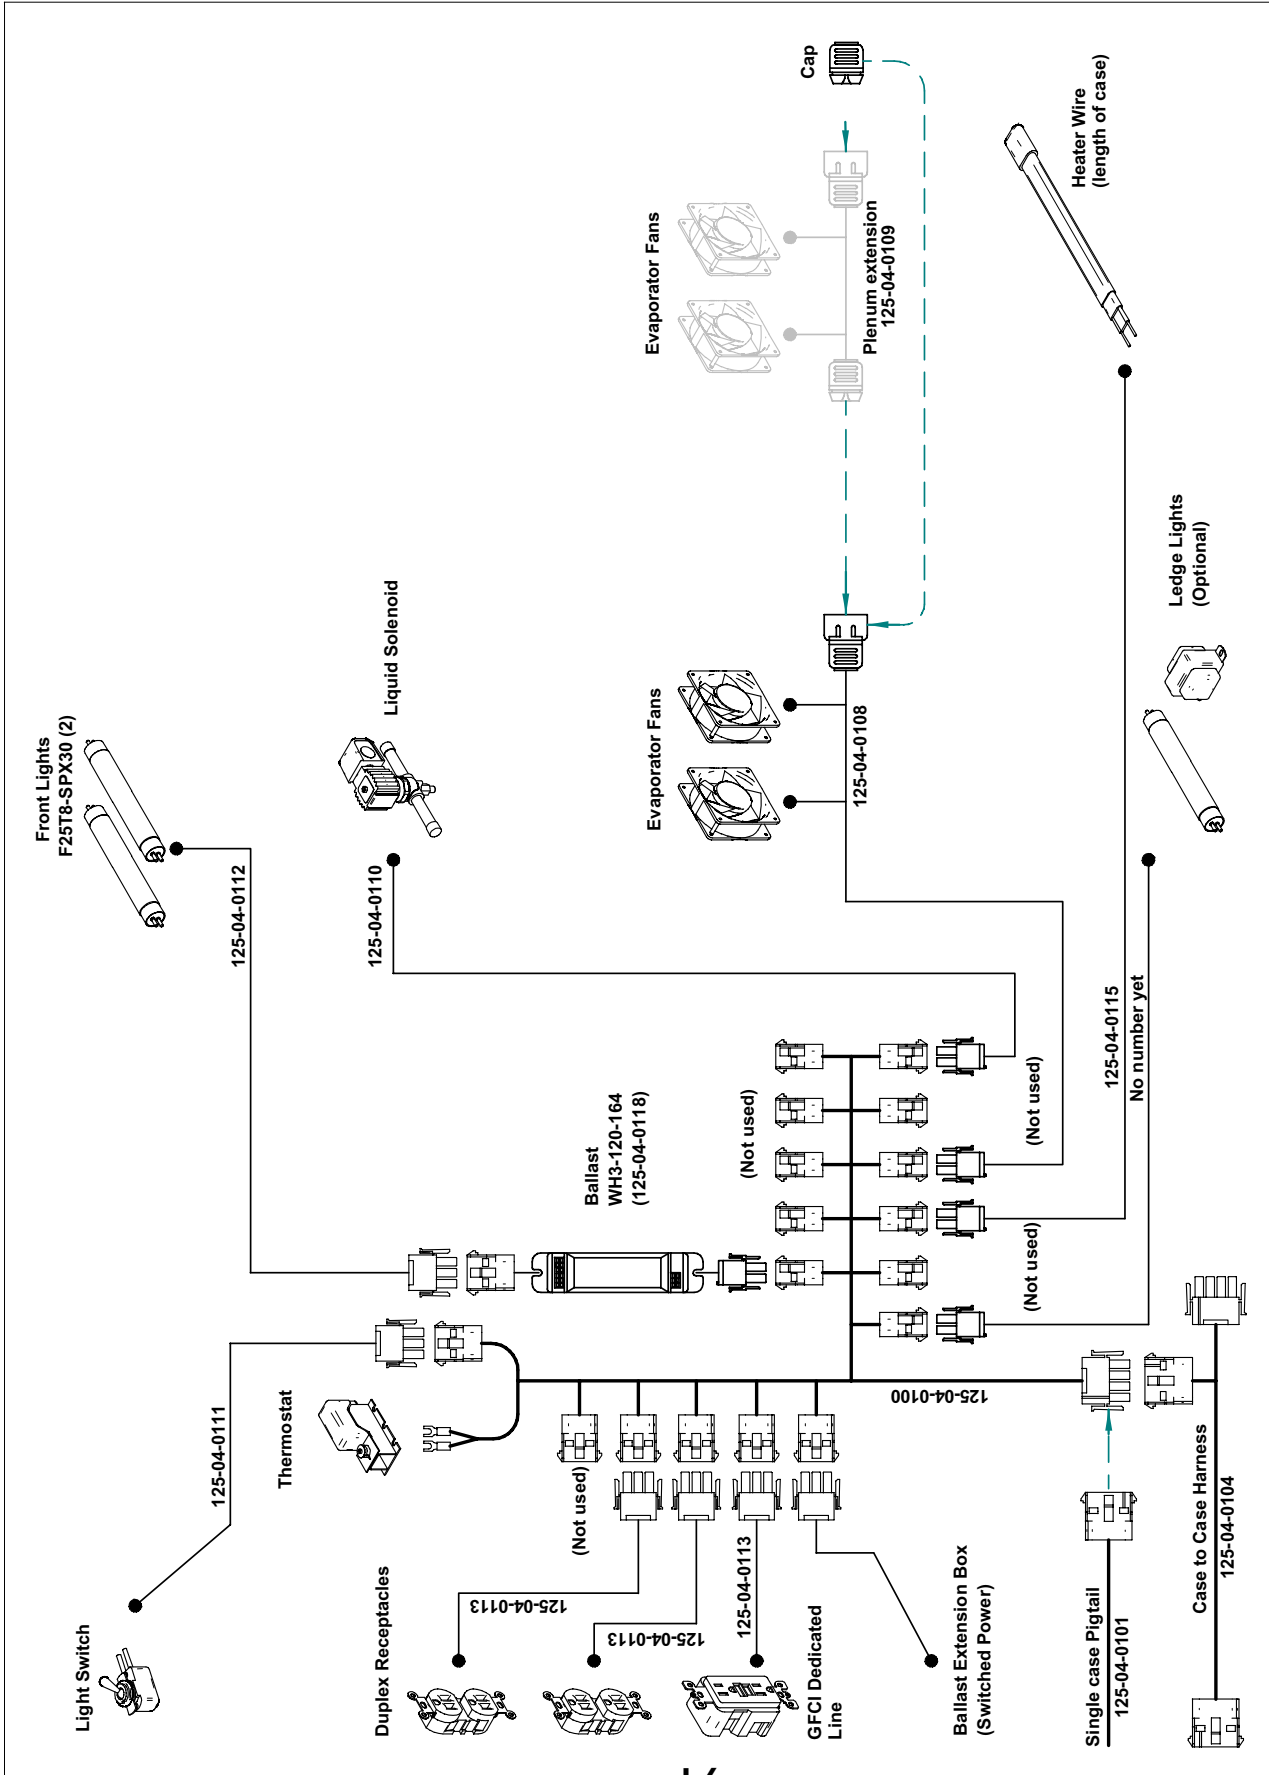 Light Switch
125-04-0111
Front Lights
F25T8-SPX30 (2)
125-04-0112
Thermostat
Liquid Solenoid
125-04-0110
Duplex Receptacles
125-04-0113
125-04-0113
(Not used)
125-04-0113
GFCI Dedicated
Line
Ballast Extension Box
(Switched Power)
Ballast
WH3-120-164
(125-04-0118)
(Not used)
Evaporator Fans
125-04-0108
Evaporator Fans
Plenum extension
125-04-0109
Cap
125-04-0100
(Not used)
(Not used)
125-04-0115
No number yet
Heater Wire
(length of case)
Ledge Lights
(Optional)
Single case Pigtail
125-04-0101
Case to Case Harness
125-04-0104